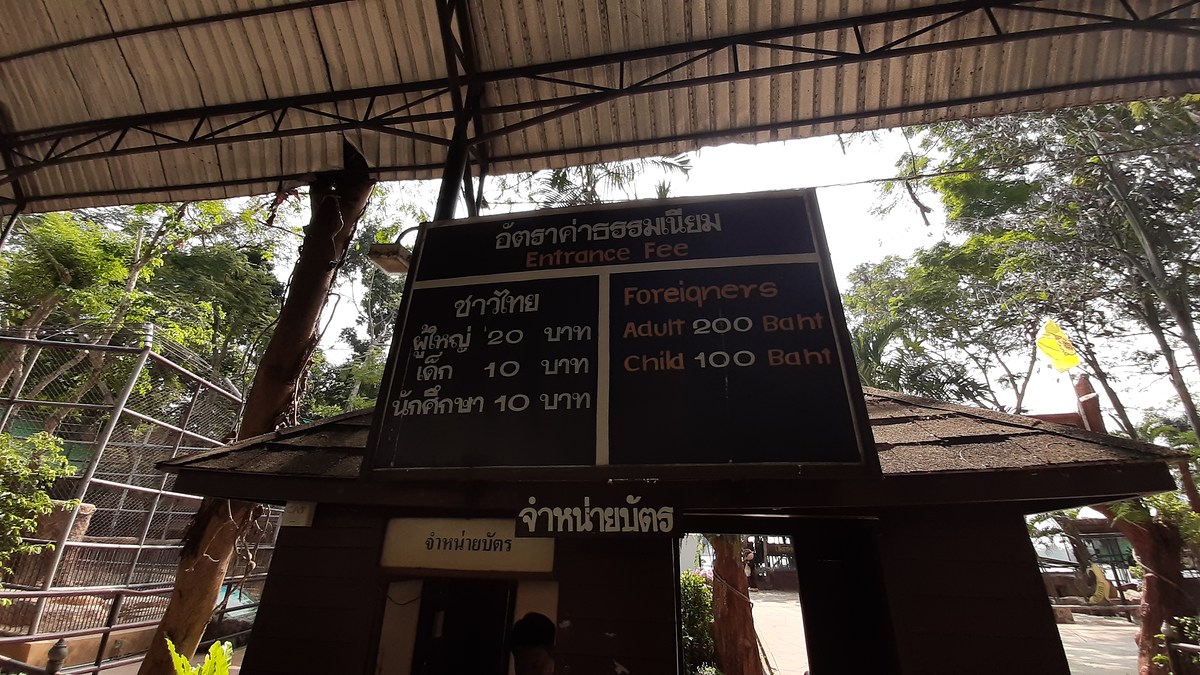 อัตราค่าธรรมเนียม
Entrance Fee
ชาวไทย
ผู้ใหญ่ 20 บาท
เด็ก 10 บาท
นักศึกษา 10 บาท
Foreigners
Adult 200 Baht
Child 100 Baht
จำหน่ายบัตร
จำหน่ายบัตร